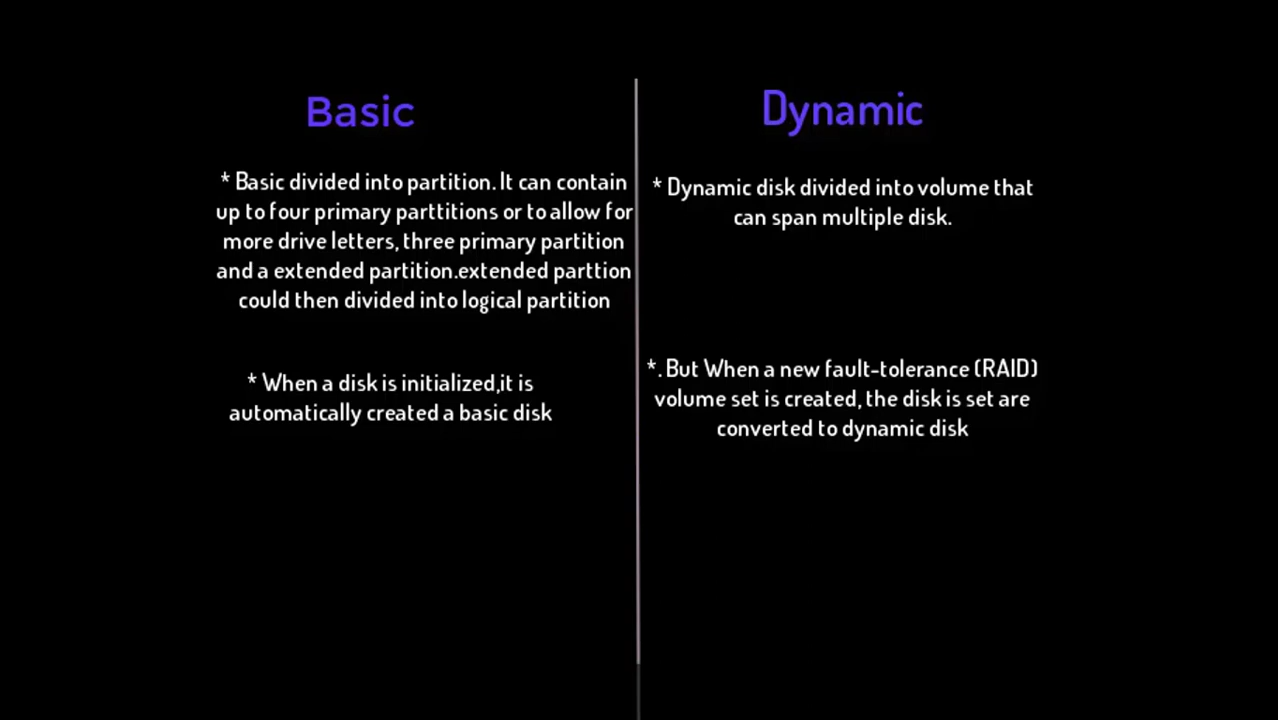 Basic
* Basic divided into partition. It can contain
up to four primary parttitions or to allow for
more drive letters, three primary partition
and a extended partition.extended parttion
could then divided into logical partition
* When a disk is initialized,it is
automatically created a basic disk
Dynamic
* Dynamic disk divided into volume that
can span multiple disk.
*. But When a new fault-tolerance (RAID)
volume set is created, the disk is set are
converted to dynamic disk